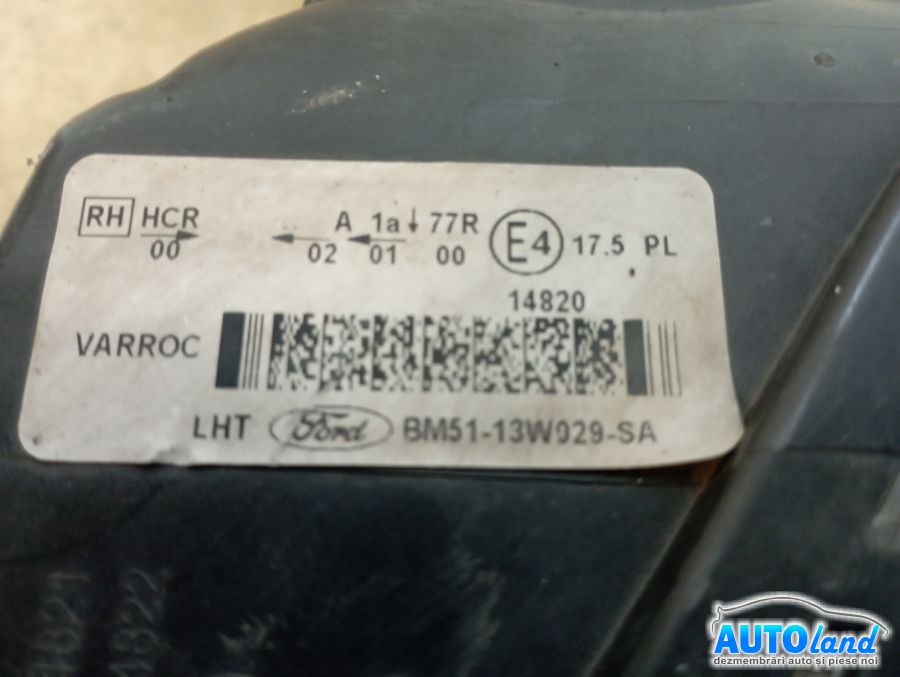 RH HCR A 1a 77R E4 17.5 PL
00 02 01 00
14820
VARROC
LHT Ford BM51-13W029-SA
AUTOland
dezmembrări auto și piese noi